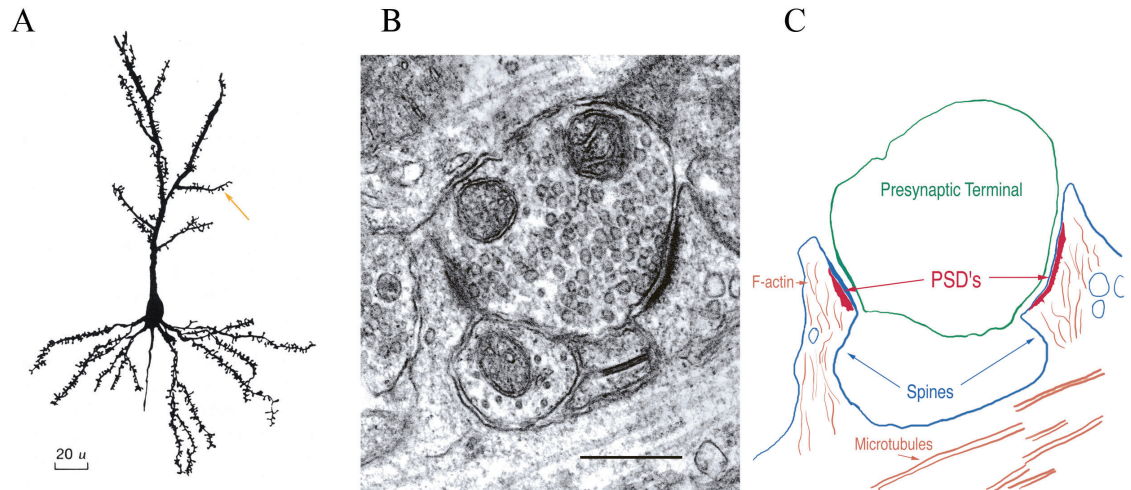 A
B
C
20 u
Presynaptic Terminal
F-actin
PSD's
Spines
Microtubules